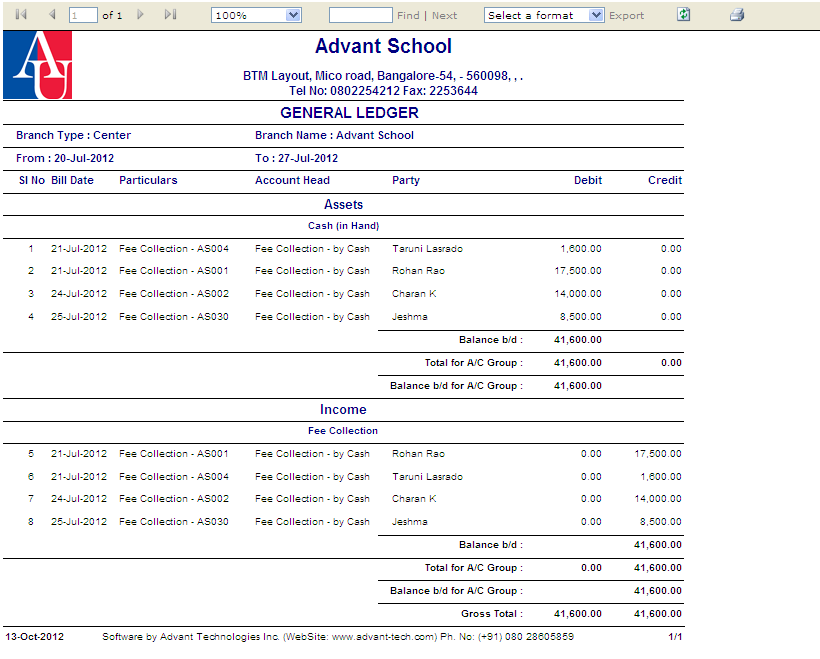 1 of 1 100% Find | Next Select a format Export
AU
Advant School
BTM Layout, Mico road, Bangalore-54, - 560098, , .
Tel No: 0802254212 Fax: 2253644
GENERAL LEDGER
Branch Type : Center Branch Name : Advant School
From : 20-Jul-2012 To : 27-Jul-2012
Sl No Bill Date Particulars Account Head Party Debit Credit
Assets
Cash (in Hand)
1 21-Jul-2012 Fee Collection - AS004 Fee Collection - by Cash Taruni Lasrado 1,600.00 0.00
2 21-Jul-2012 Fee Collection - AS001 Fee Collection - by Cash Rohan Rao 17,500.00 0.00
3 24-Jul-2012 Fee Collection - AS002 Fee Collection - by Cash Charan K 14,000.00 0.00
4 25-Jul-2012 Fee Collection - AS030 Fee Collection - by Cash Jeshma 8,500.00 0.00
Balance b/d : 41,600.00
Total for A/C Group : 41,600.00 0.00
Balance b/d for A/C Group : 41,600.00
Income
Fee Collection
5 21-Jul-2012 Fee Collection - AS001 Fee Collection - by Cash Rohan Rao 0.00 17,500.00
6 21-Jul-2012 Fee Collection - AS004 Fee Collection - by Cash Taruni Lasrado 0.00 1,600.00
7 24-Jul-2012 Fee Collection - AS002 Fee Collection - by Cash Charan K 0.00 14,000.00
8 25-Jul-2012 Fee Collection - AS030 Fee Collection - by Cash Jeshma 0.00 8,500.00
Balance b/d : 41,600.00
Total for A/C Group : 0.00 41,600.00
Balance b/d for A/C Group : 41,600.00
Gross Total : 41,600.00 41,600.00
13-Oct-2012 Software by Advant Technologies Inc. (WebSite: www.advant-tech.com) Ph. No: (+91) 080 28605859 1/1